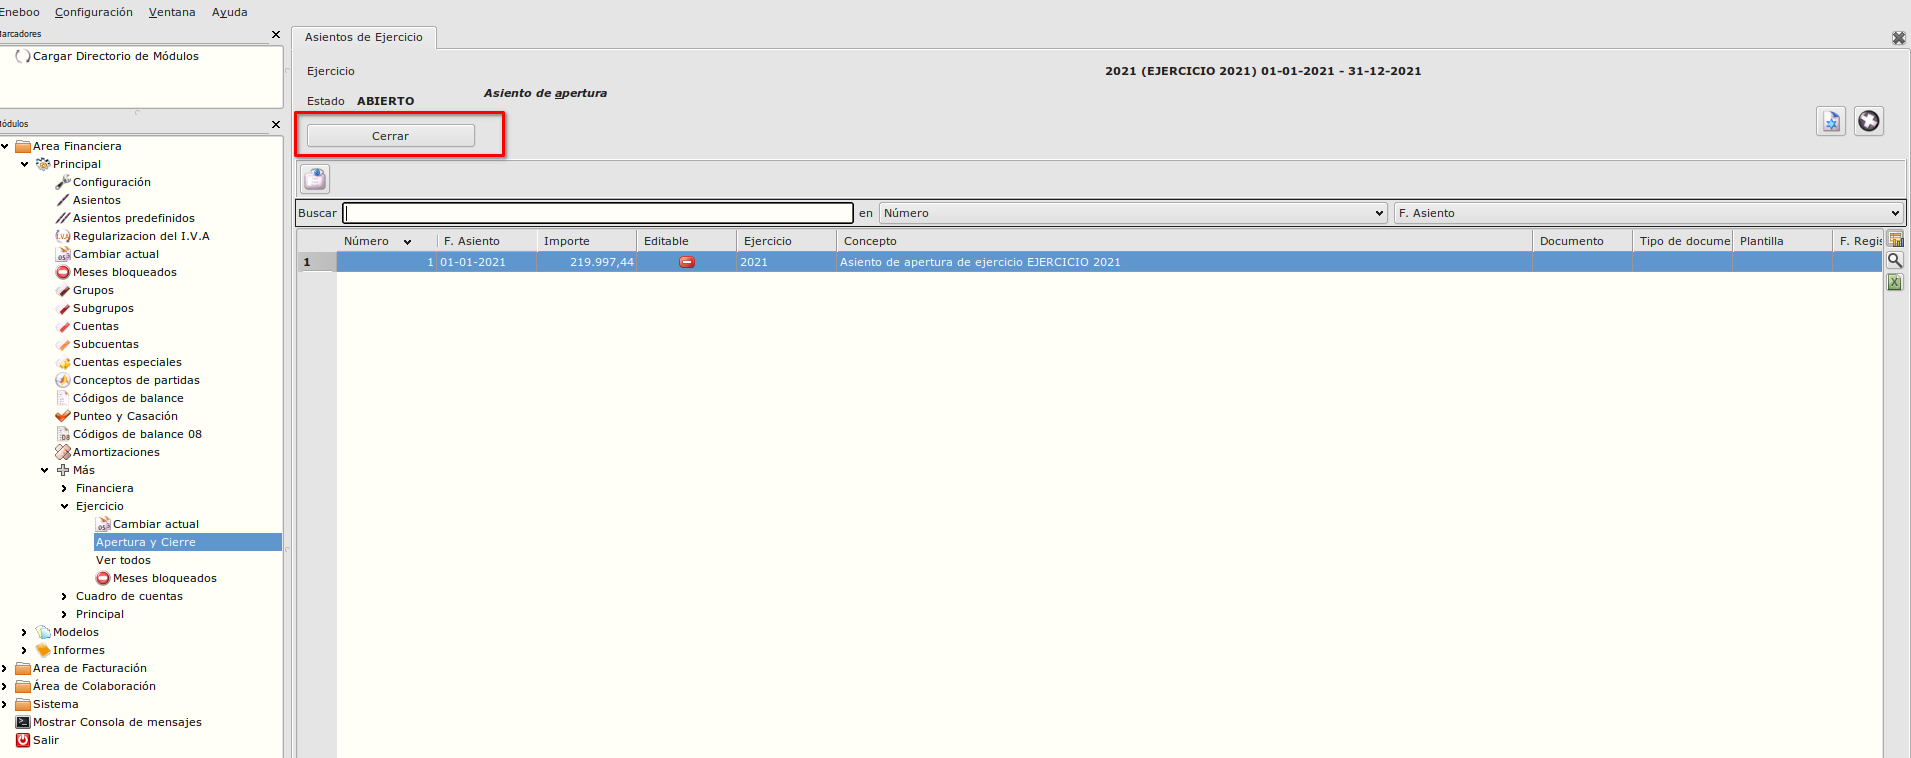 Eneboo Configuración Ventana Ayuda
Marcadores
Cargar Directorio de Módulos
Módulos
Area Financiera
Principal
Configuración
Asientos
Asientos predefinidos
Regularizacion del I.V.A
Cambiar actual
Meses bloqueados
Grupos
Subgrupos
Cuentas
Subcuentas
Cuentas especiales
Conceptos de partidas
Códigos de balance
Punteo y Casación
Códigos de balance 08
Amortizaciones
Más
Financiera
Ejercicio
Cambiar actual
Apertura y Cierre
Ver todos
Meses bloqueados
Cuadro de cuentas
Principal
Modelos
Informes
Area de Facturación
Área de Colaboración
Sistema
Mostrar Consola de mensajes
Salir
Asientos de Ejercicio
Ejercicio 2021 (EJERCICIO 2021) 01-01-2021 - 31-12-2021
Asiento de apertura
Estado ABIERTO
Cerrar
Buscar en Número F. Asiento
Número F. Asiento Importe Editable Ejercicio Concepto Documento Tipo de docume Plantilla F. Regis
1 1 01-01-2021 219.997,44 2021 Asiento de apertura de ejercicio EJERCICIO 2021